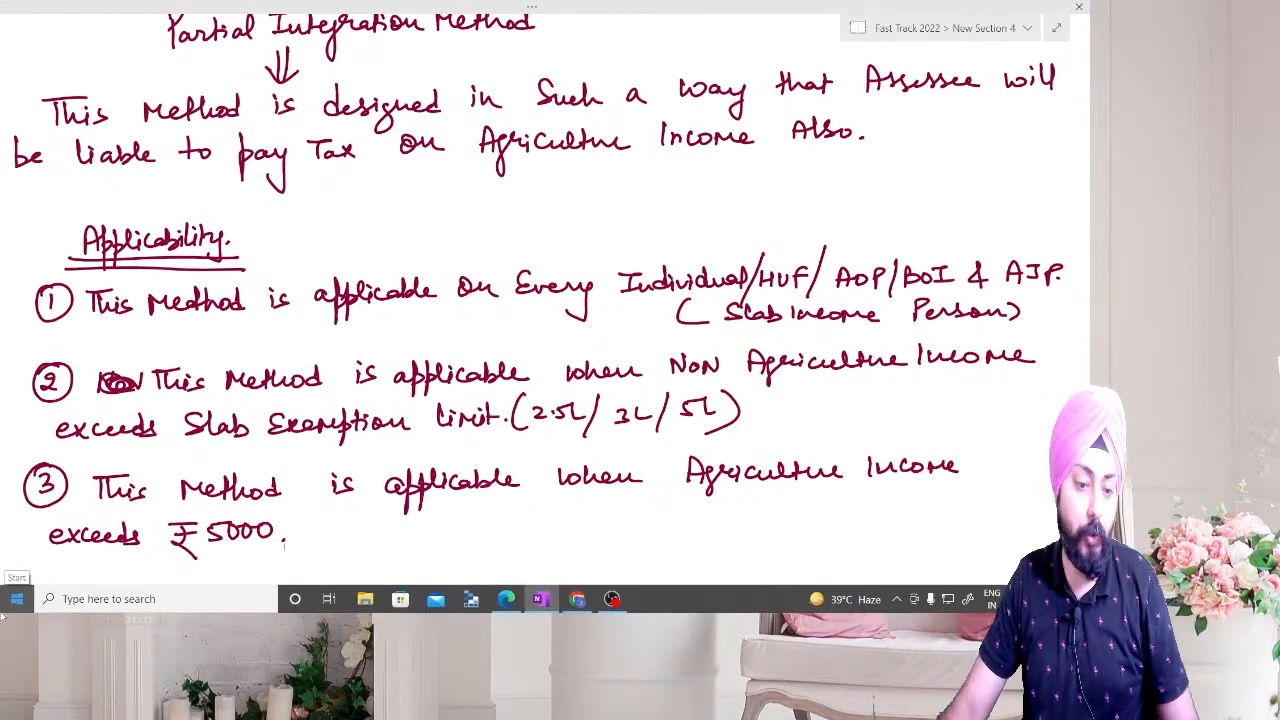 Partial Integration Method
Fast Track 2022 > New Section 4
This Method is designed in Such a way that Assessee will
be liable to pay Tax on Agriculture Income Also.
Applicability.
① This Method is applicable on Every Individual/HUF/ AOP/BOI & AJP.
( Slab income Person)
② This Method is applicable when NON Agriculture Income
exceeds Slab Exemption limit. (2.5L/ 3L/ 5L)
③ This Method is applicable when Agriculture Income
exceeds ₹ 5000.
Start
Type here to search
39°C Haze
ENG
IN